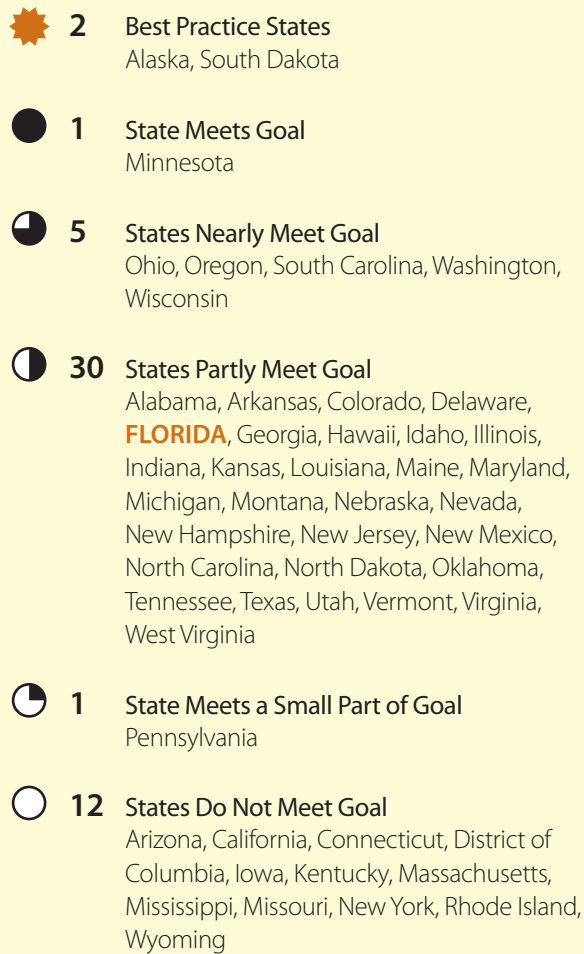 2 Best Practice States
Alaska, South Dakota
1 State Meets Goal
Minnesota
5 States Nearly Meet Goal
Ohio, Oregon, South Carolina, Washington,
Wisconsin
30 States Partly Meet Goal
Alabama, Arkansas, Colorado, Delaware,
FLORIDA, Georgia, Hawaii, Idaho, Illinois,
Indiana, Kansas, Louisiana, Maine, Maryland,
Michigan, Montana, Nebraska, Nevada,
New Hampshire, New Jersey, New Mexico,
North Carolina, North Dakota, Oklahoma,
Tennessee, Texas, Utah, Vermont, Virginia,
West Virginia
1 State Meets a Small Part of Goal
Pennsylvania
12 States Do Not Meet Goal
Arizona, California, Connecticut, District of
Columbia, Iowa, Kentucky, Massachusetts,
Mississippi, Missouri, New York, Rhode Island,
Wyoming